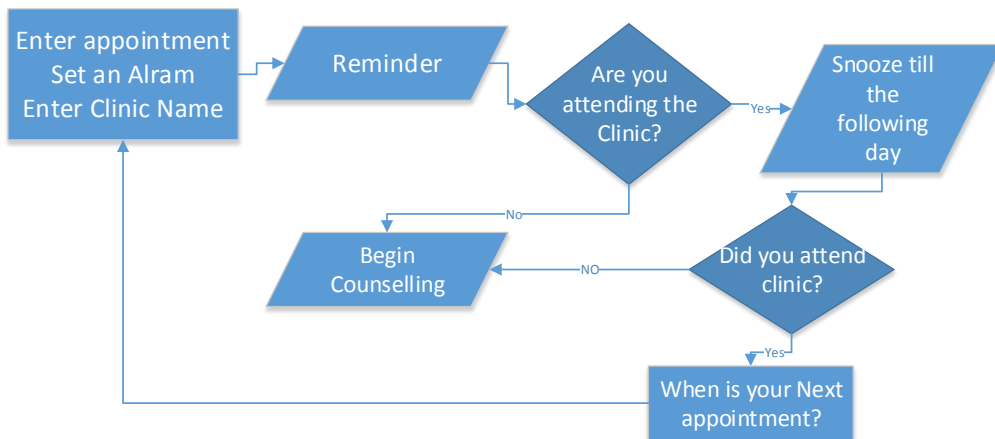 Enter appointment
Set an Alram
Enter Clinic Name
Reminder
Are you
attending the
Clinic?
Yes
Snooze till
the
following
day
No
Begin
Counselling
NO
Did you attend
clinic?
Yes
When is your Next
appointment?